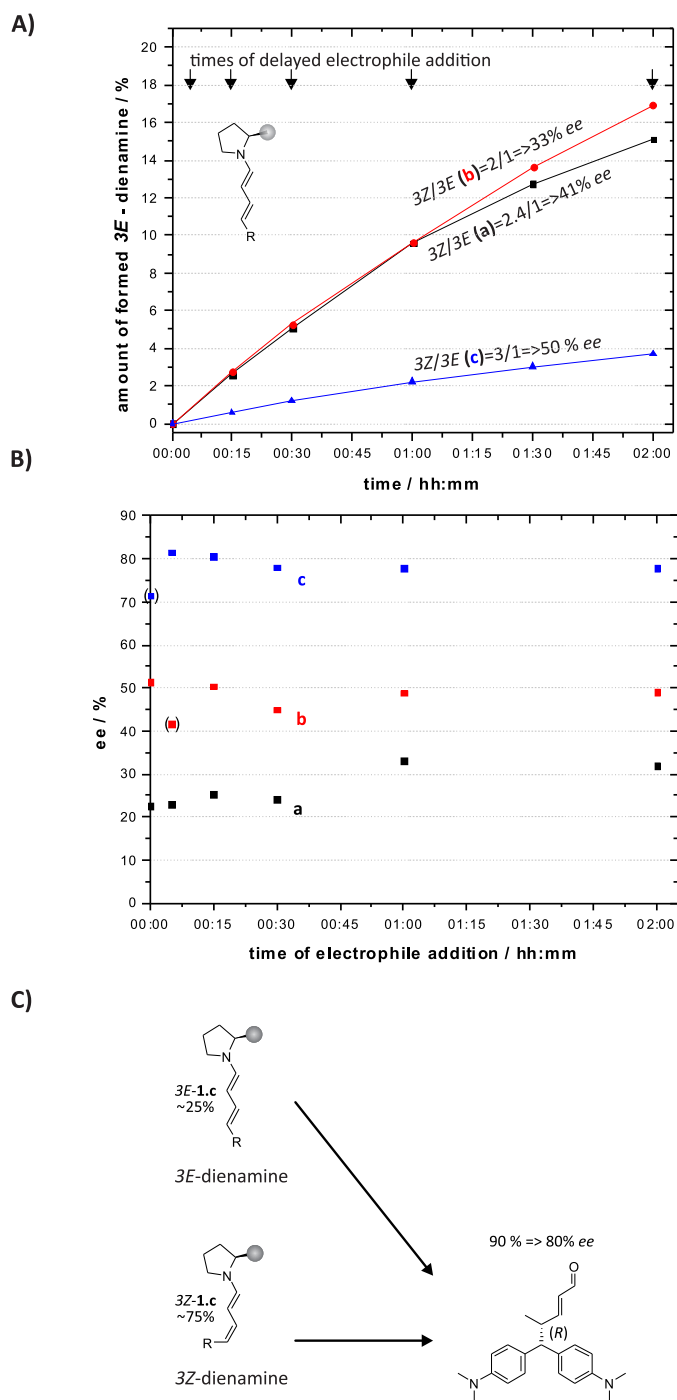 A)
20
18
16
14
12
10
8
6
4
2
0
amount of formed 3E - dienamine / %
times of delayed electrophile addition
N
R
3Z/3E (b)=2/1=>33% ee
3Z/3E (a)=2.4/1=>41% ee
3Z/3E (c)=3/1=>50 % ee
00:00 00:15 00:30 00:45 01:00 01:15 01:30 01:45 02:00
time / hh:mm
B)
90
80
70
60
50
40
30
20
10
0
ee / %
( )
( )
c
b
a
00:00 00:15 00:30 00:45 01:00 01:15 01:30 01:45 02:00
time of electrophile addition / hh:mm
C)
N
3E-1.c
~25%
R
3E-dienamine
N
3Z-1.c
~75%
R
3Z-dienamine
90 % => 80% ee
O
(R)
N
N